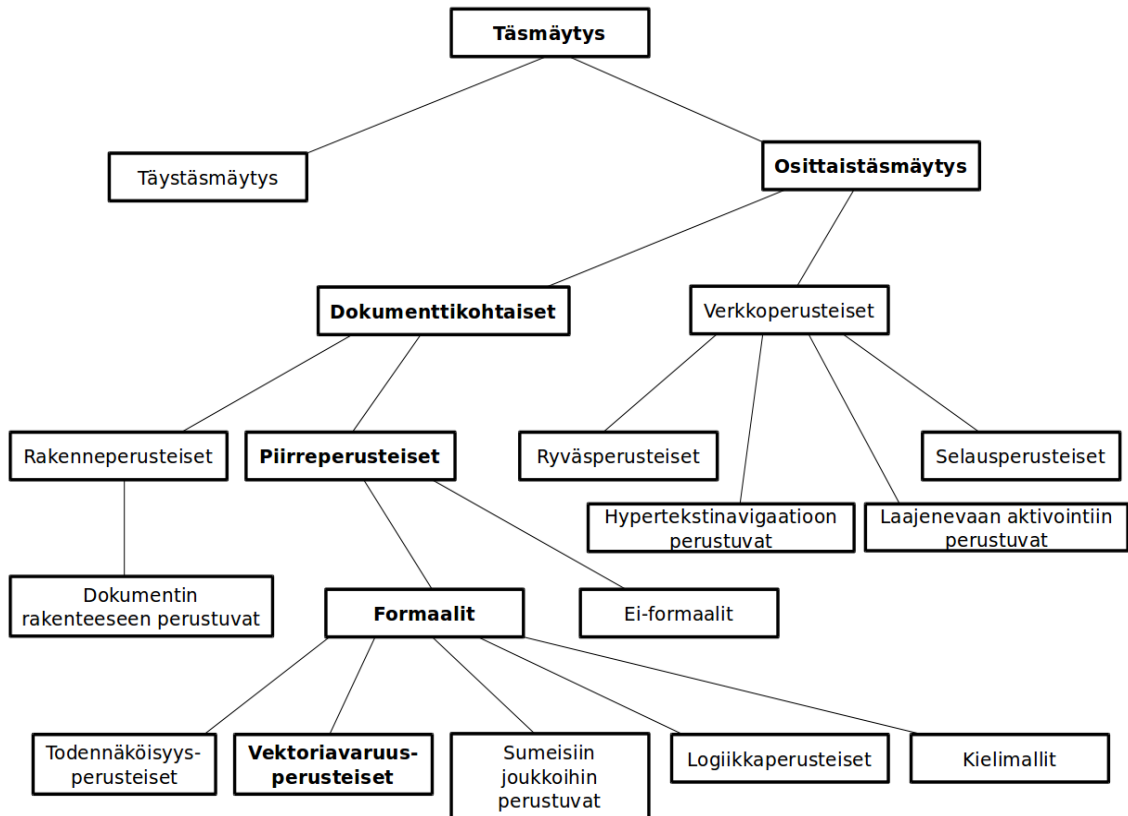 Täsmäytys
Täystäsmäytys
Osittaistäsmäytys
Dokumenttikohtaiset
Verkkoperusteiset
Rakenneperusteiset
Piirreperusteiset
Ryväsperusteiset
Selausperusteiset
Hypertekstinavigaatioon
perustuvat
Laajenevaan aktivointiin
perustuvat
Dokumentin
rakenteeseen perustuvat
Formaalit
Ei-formaalit
Todennäköisyys-
perusteiset
Vektoriavaruus-
perusteiset
Sumeisiin
joukkoihin
perustuvat
Logiikkaperusteiset
Kielimallit